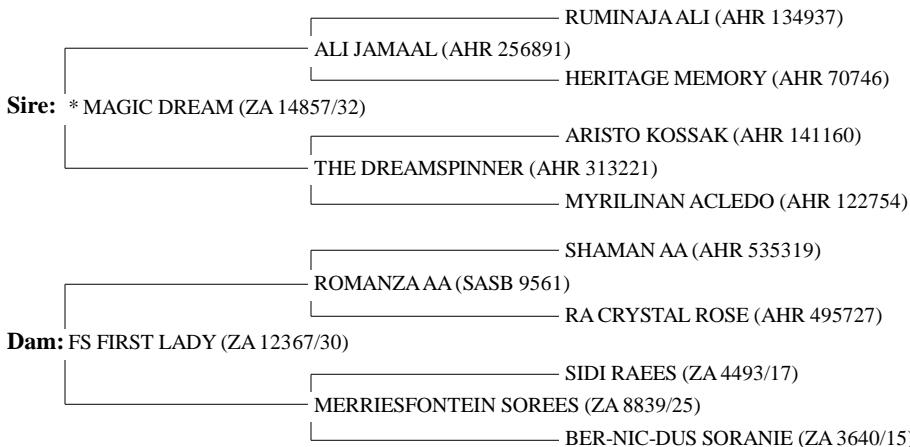 RUMINAJA ALI (AHR 134937)
ALI JAMAAL (AHR 256891)
HERITAGE MEMORY (AHR 70746)
Sire: * MAGIC DREAM (ZA 14857/32)
ARISTO KOSSAK (AHR 141160)
THE DREAMSPINNER (AHR 313221)
MYRILINAN ACLEDO (AHR 122754)
SHAMAN AA (AHR 535319)
ROMANZA AA (SASB 9561)
RA CRYSTAL ROSE (AHR 495727)
Dam: FS FIRST LADY (ZA 12367/30)
SIDI RAEES (ZA 4493/17)
MERRIESFONTEIN SOREES (ZA 8839/25)
BER-NIC-DUS SORANIE (ZA 3640/15)